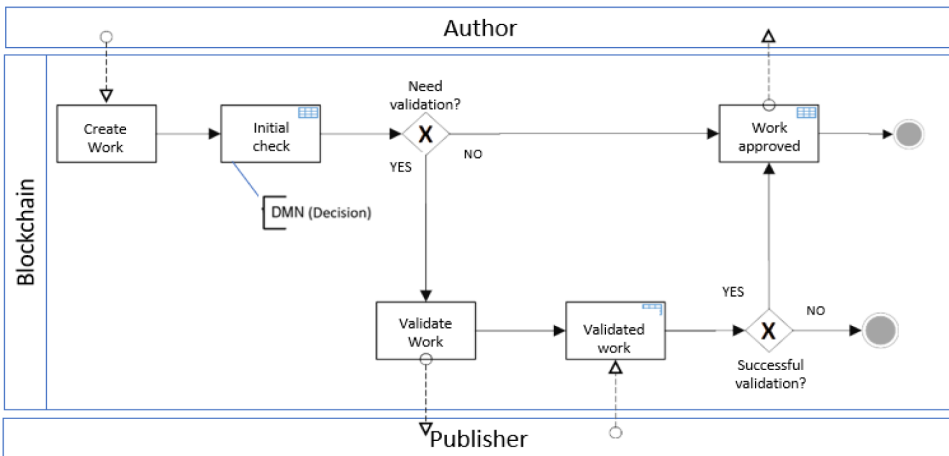 Author
Blockchain
Need
validation?
Create
Work
Initial
check
X
Work
approved
NO
YES
DMN (Decision)
Validate
Work
Validated
work
YES
X
NO
Successful
validation?
Publisher